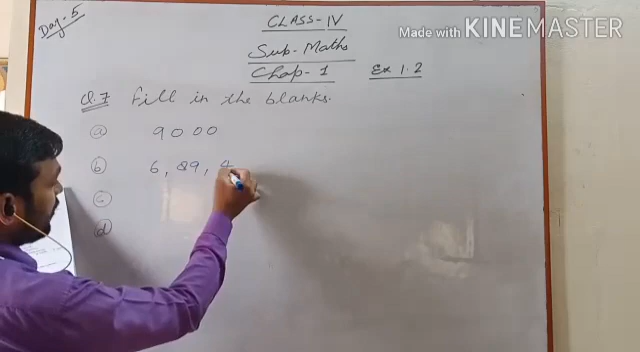 Day-5
CLASS-IV
Made with KINEMASTER
Sub-Maths
Chap-1 Ex 1.2
Q.7 Fill in the blanks.
(a) 9000
(b) 6,89,4
(c)
(d)